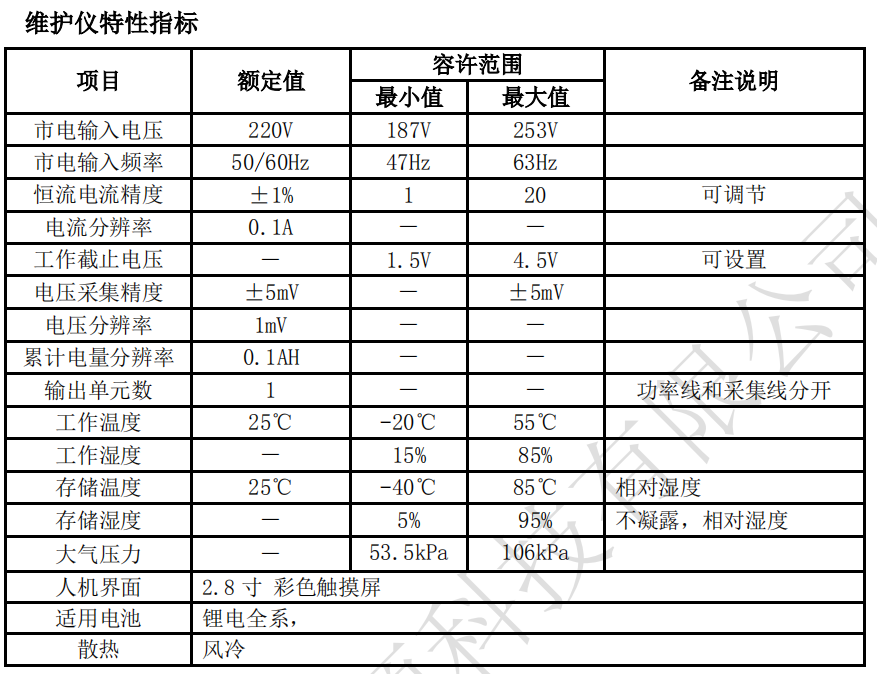 维护仪特性指标
项目 额定值 容许范围 备注说明
最小值 最大值
市电输入电压 220V 187V 253V
市电输入频率 50/60Hz 47Hz 63Hz
恒流电流精度 ±1% 1 20 可调节
电流分辨率 0.1A — —
工作截止电压 — 1.5V 4.5V 可设置
电压采集精度 ±5mV — ±5mV
电压分辨率 1mV — —
累计电量分辨率 0.1AH — —
输出单元数 1 — — 功率线和采集线分开
工作温度 25℃ -20℃ 55℃
工作湿度 — 15% 85%
存储温度 25℃ -40℃ 85℃ 相对湿度
存储湿度 — 5% 95% 不凝露，相对湿度
大气压力 — 53.5kPa 106kPa
人机界面 2.8寸 彩色触摸屏
适用电池 锂电全系，
散热 风冷
科技有限公司